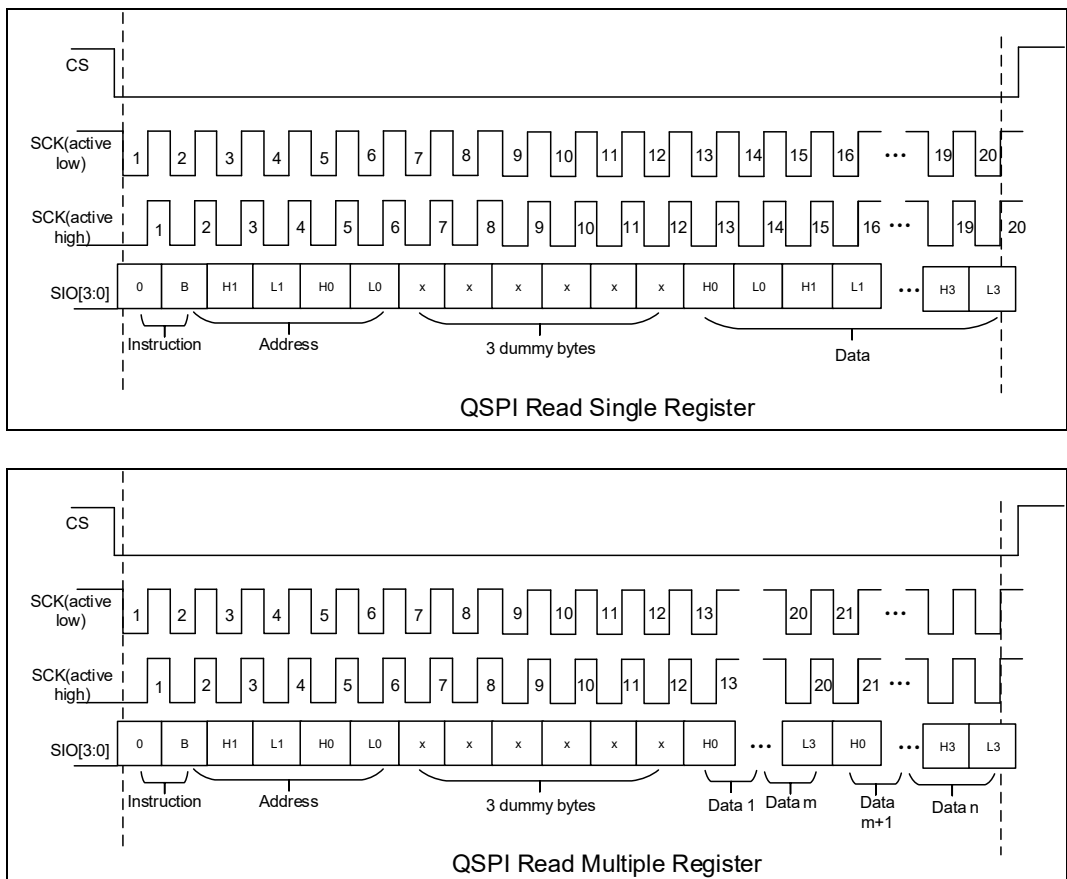 CS
SCK(active
low)
1 2 3 4 5 6 7 8 9 10 11 12 13 14 15 16 ••• 19 20
SCK(active
high)
1 2 3 4 5 6 7 8 9 10 11 12 13 14 15 16 ••• 19 20
SIO[3:0] 0 B H1 L1 H0 L0 x x x x x x H0 L0 H1 L1 ••• H3 L3
Instruction Address 3 dummy bytes Data
QSPI Read Single Register
CS
SCK(active
low)
1 2 3 4 5 6 7 8 9 10 11 12 13 20 21 •••
SCK(active
high)
1 2 3 4 5 6 7 8 9 10 11 12 13 20 21 •••
SIO[3:0] 0 B H1 L1 H0 L0 x x x x x x H0 ••• L3 H0 ••• H3 L3
Instruction Address 3 dummy bytes Data 1 Data m Data
m+1 Data n
QSPI Read Multiple Register